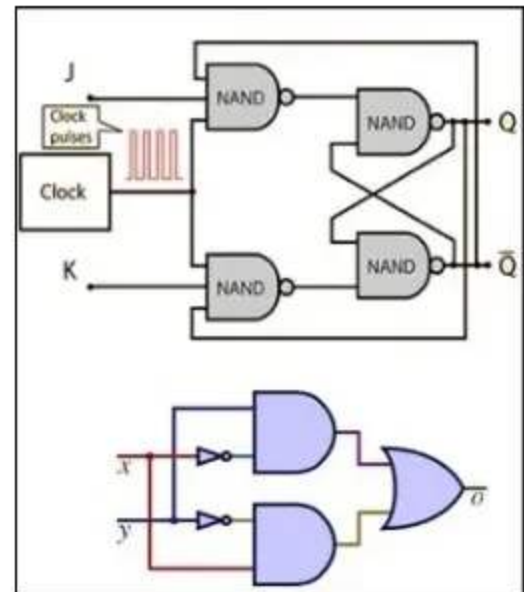 J
NAND
NAND
Q
Clock
pulses
Clock
K
NAND
NAND
Q̅
x
y
o